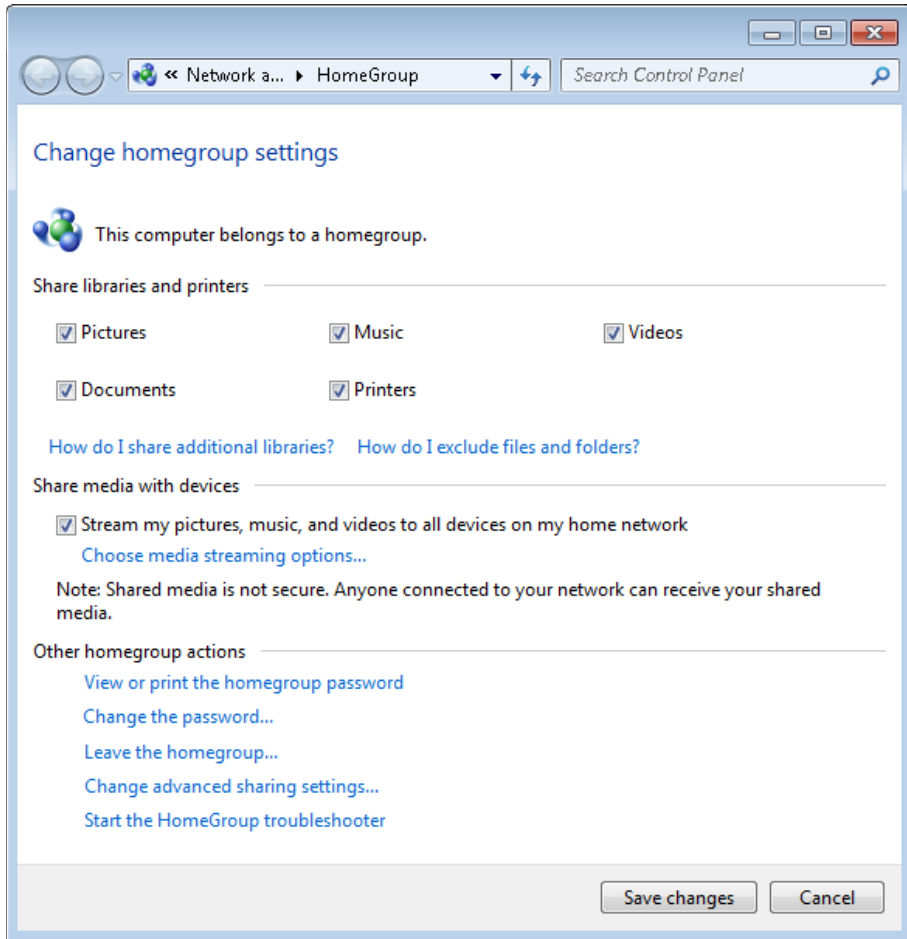 « Network a... ▸ HomeGroup Search Control Panel
Change homegroup settings
This computer belongs to a homegroup.
Share libraries and printers
Pictures Music Videos
Documents Printers
How do I share additional libraries? How do I exclude files and folders?
Share media with devices
Stream my pictures, music, and videos to all devices on my home network
Choose media streaming options...
Note: Shared media is not secure. Anyone connected to your network can receive your shared
media.
Other homegroup actions
View or print the homegroup password
Change the password...
Leave the homegroup...
Change advanced sharing settings...
Start the HomeGroup troubleshooter
Save changes Cancel